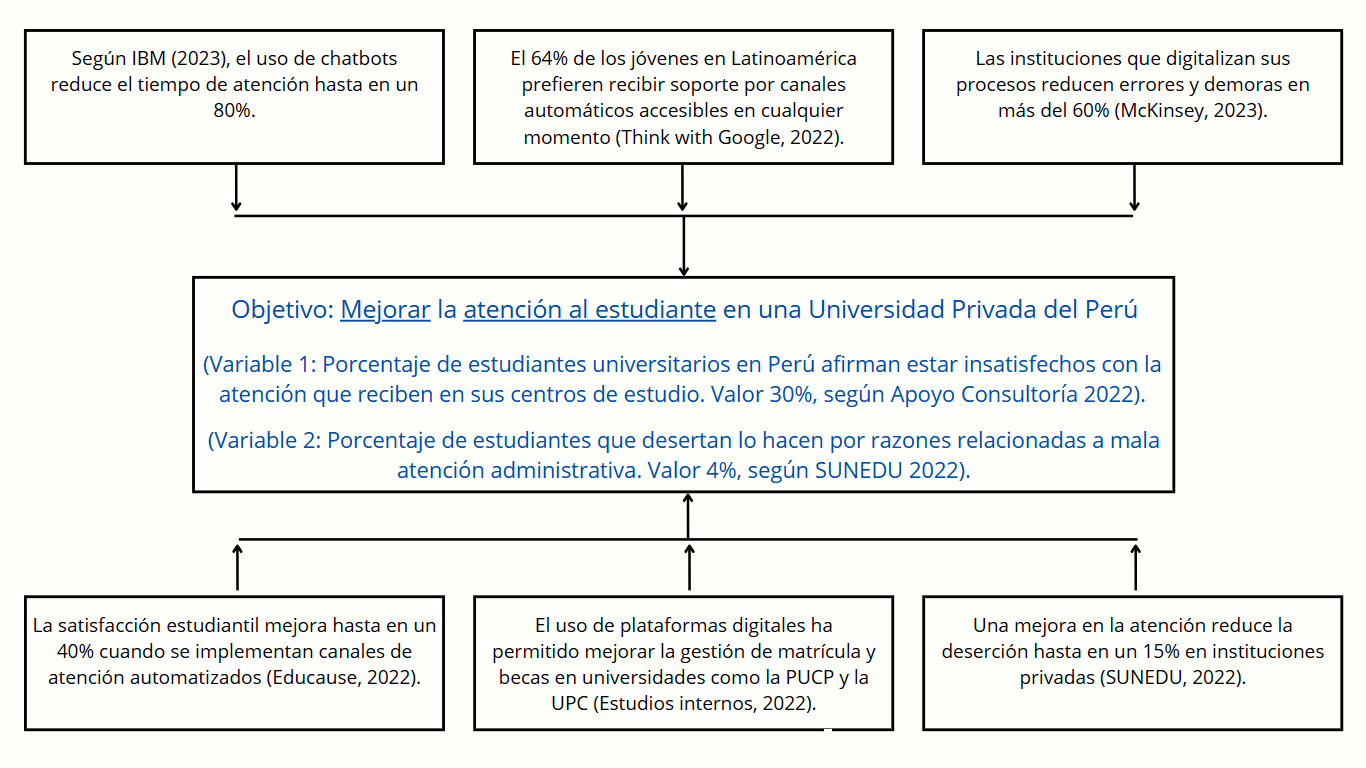 Según IBM (2023), el uso de chatbots
reduce el tiempo de atención hasta en un
80%.
El 64% de los jóvenes en Latinoamérica
prefieren recibir soporte por canales
automáticos accesibles en cualquier
momento (Think with Google, 2022).
Las instituciones que digitalizan sus
procesos reducen errores y demoras en
más del 60% (McKinsey, 2023).
Objetivo: Mejorar la atención al estudiante en una Universidad Privada del Perú
(Variable 1: Porcentaje de estudiantes universitarios en Perú afirman estar insatisfechos con la
atención que reciben en sus centros de estudio. Valor 30%, según Apoyo Consultoría 2022).
(Variable 2: Porcentaje de estudiantes que desertan lo hacen por razones relacionadas a mala
atención administrativa. Valor 4%, según SUNEDU 2022).
La satisfacción estudiantil mejora hasta en un
40% cuando se implementan canales de
atención automatizados (Educause, 2022).
El uso de plataformas digitales ha
permitido mejorar la gestión de matrícula y
becas en universidades como la PUCP y la
UPC (Estudios internos, 2022).
Una mejora en la atención reduce la
deserción hasta en un 15% en instituciones
privadas (SUNEDU, 2022).